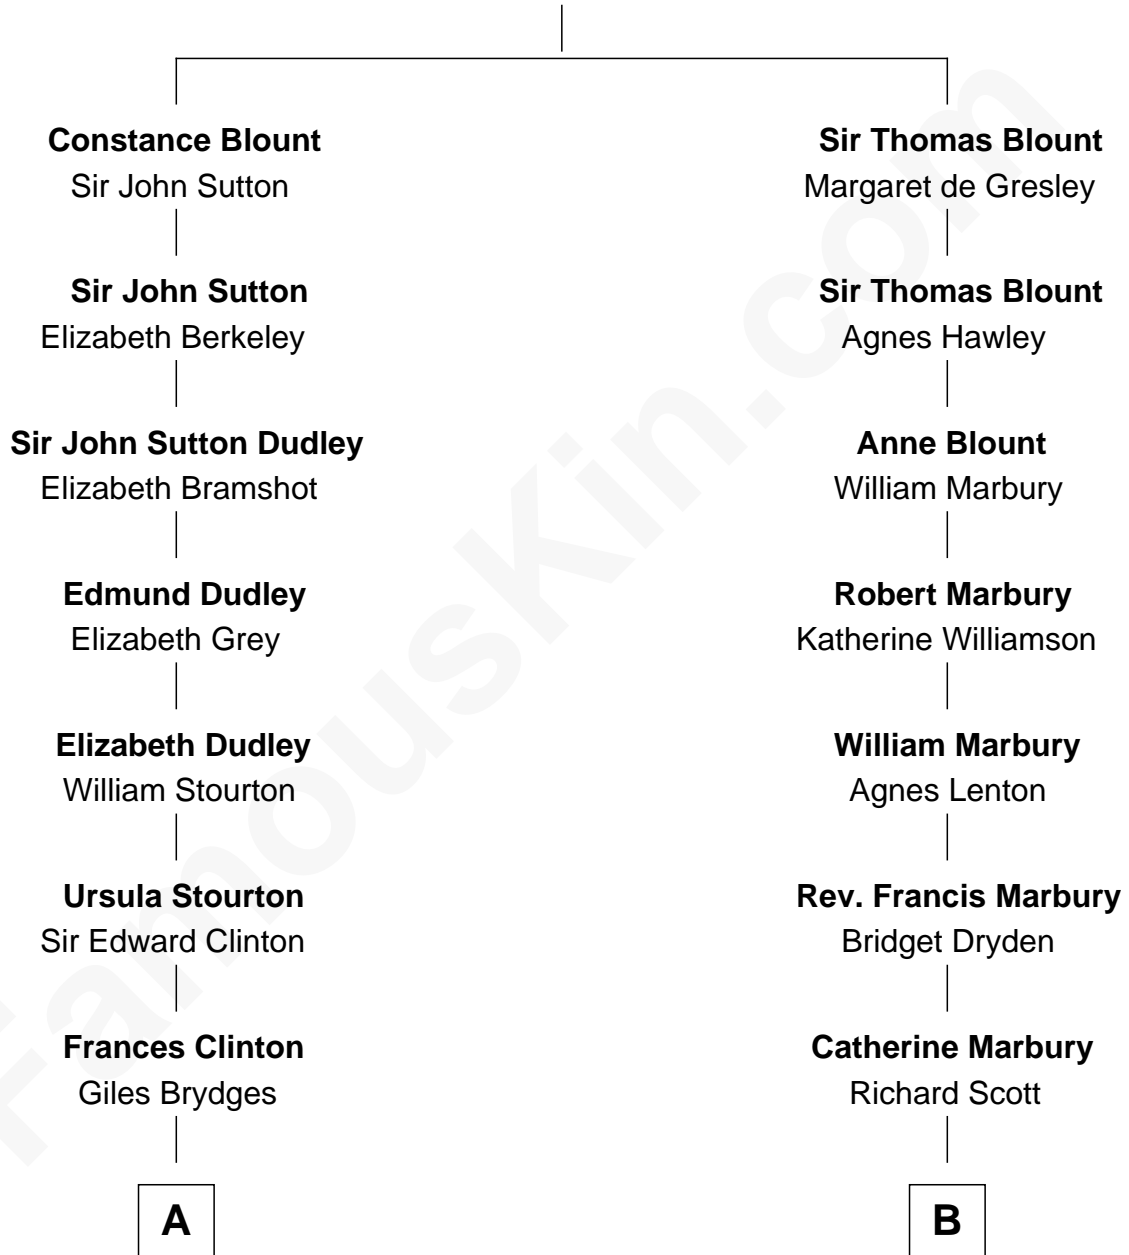 Constance Blount
Sir John Sutton
Sir Thomas Blount
Margaret de Gresley
Sir John Sutton
Elizabeth Berkeley
Sir Thomas Blount
Agnes Hawley
Sir John Sutton Dudley
Elizabeth Bramshot
Anne Blount
William Marbury
Edmund Dudley
Elizabeth Grey
Robert Marbury
Katherine Williamson
Elizabeth Dudley
William Stourton
William Marbury
Agnes Lenton
Ursula Stourton
Sir Edward Clinton
Rev. Francis Marbury
Bridget Dryden
Frances Clinton
Giles Brydges
Catherine Marbury
Richard Scott
A
B
FamousKin.com